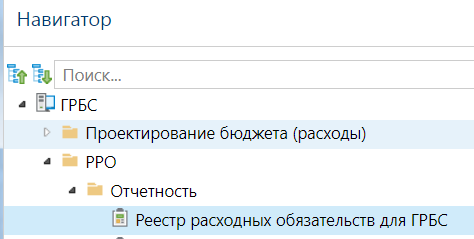 Навигатор
Поиск...
ГРБС
Проектирование бюджета (расходы)
РРО
Отчетность
Реестр расходных обязательств для ГРБС